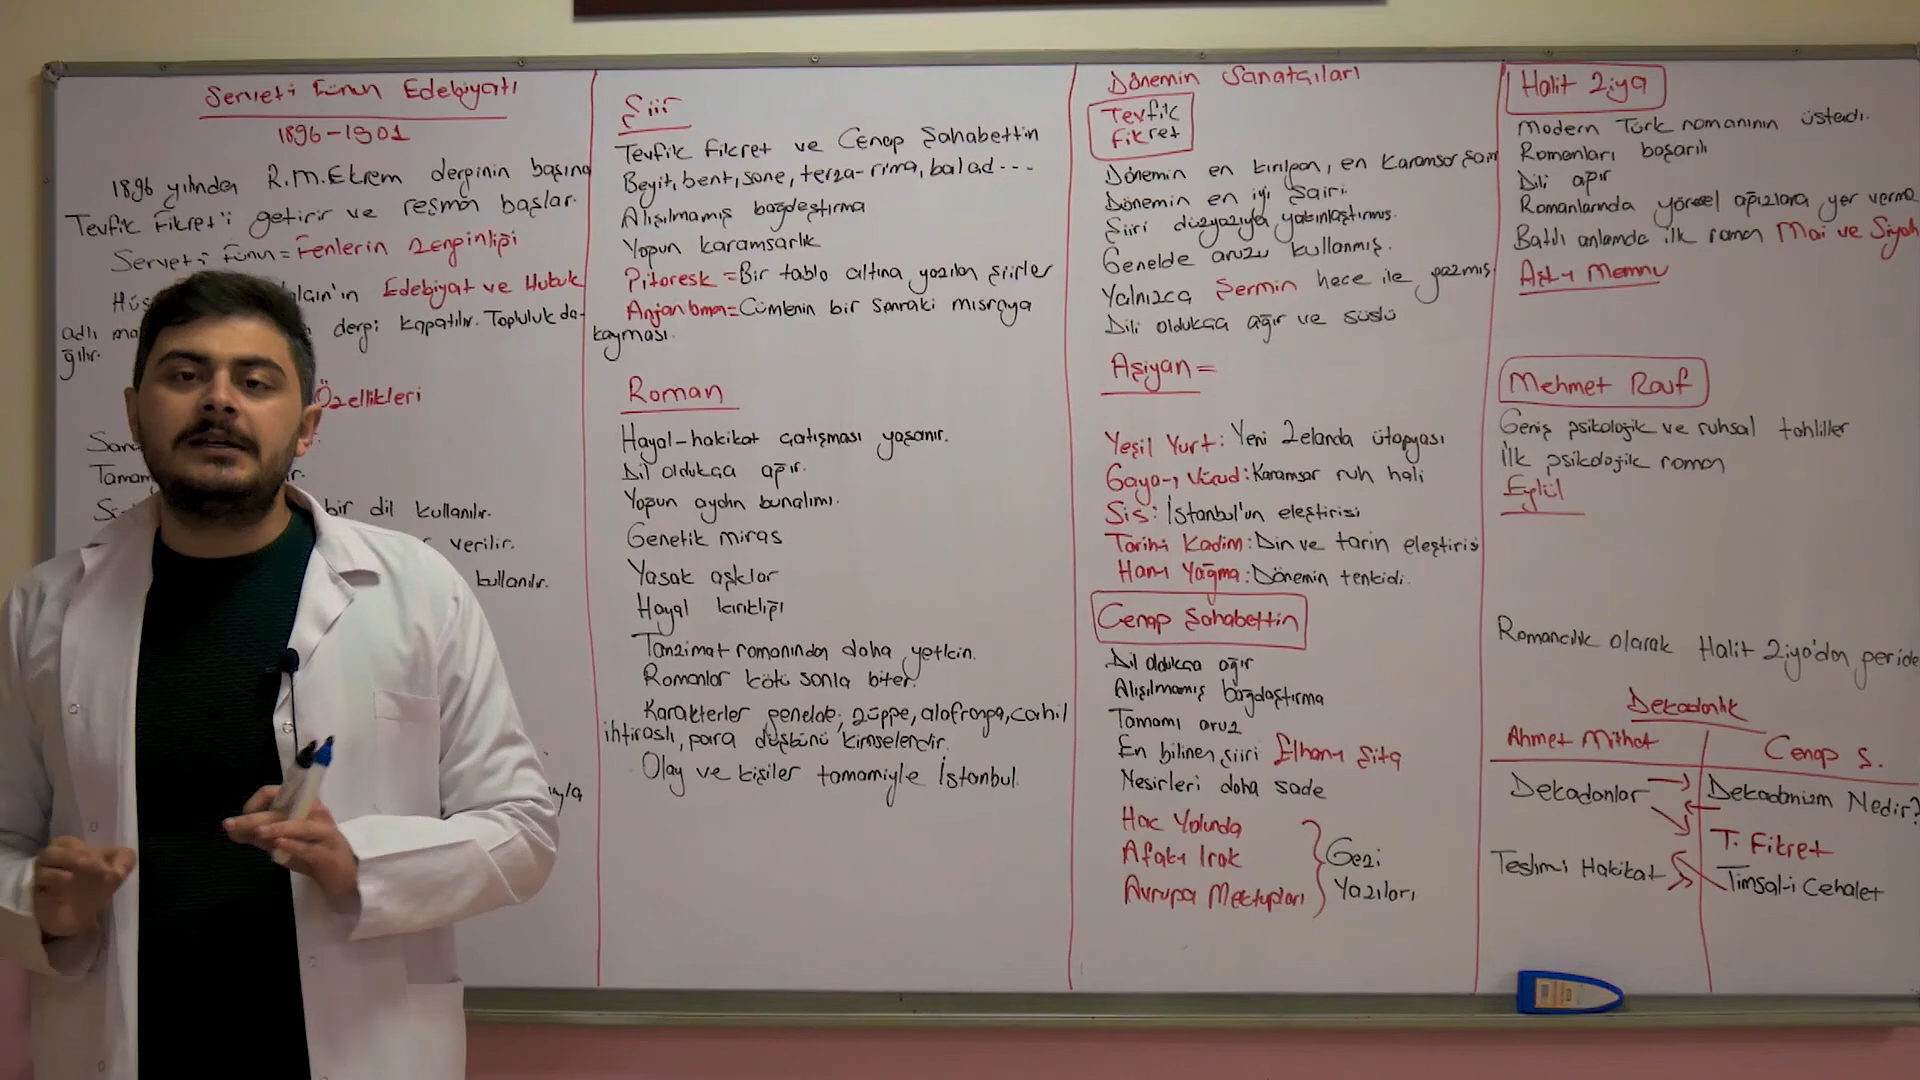 Servet-i Fünun Edebiyatı
1896-1901
1896 yılında R.M.Ekrem derginin başına
Tevfik Fikret'i getirir ve resmen başlar.
Servet-i Fünun = Fenlerin Zenginliği
Edebiyat ve Hukuk
adlı dergi kapatılır. Topluluk da-
ğılır.
Özellikleri
bir dil kullanılır.
verilir.
kullanılır.
Şiir
Tevfik Fikret ve Cenap Şahabettin
Beyit, bent, sone, terza-rima, balad ---
Alışılmamış bağdeştırma
Yoğun karamsarlık
Pitoresk = Bir tablo altına yazılan şiirler
Anjanbman = Cümlenin bir sonraki mısraya
kayması.
Roman
Hayal-hakikat çatışması yaşanır.
Dil oldukça ağır.
Yoğun aydın bunalımı.
Genetik miras
Yasak aşklar
Hayal kırıklığı
Tanzimat romanından daha yetkin.
Romanlar kötü sonla biter.
Karakterler genelde; züppe, alafranga, cahil
ihtiraslı, para düşkünü kimselerdir.
Olay ve kişiler tamamiyle İstanbul.
Dönemin Sanatçıları
Tevfik
Fikret
Dönemin en kırılgan, en karamsar şairi
Dönemin en iyi şairi.
Şiiri düzyazıya yakınlaştırmış.
Genelde aruzu kullanmış.
Yalnızca Şermin hece ile yazmış.
Dili oldukça ağır ve süslü
Aşiyan =
Yeşil Yurt: Yeni Zelanda ütopyası
Gaya-ı Vücud: Karamsar ruh hali
Sis: İstanbul'un eleştirisi
Tarih-i Kadim: Din ve tarih eleştirisi
Han-ı Yağma: Dönemin tenkidi.
Cenap Şahabettin
Dil oldukça ağır
Alışılmamış bağdaştırma
Tamamı aruz
En bilinen şiiri Elhan-ı Şita
Nesirleri daha sade
Hac Yolunda
Afak-ı Irak
Avrupa Mektupları
Gezi
Yazıları
Halit Ziya
Modern Türk romanının üstadı.
Romanları başarılı
Dili ağır
Romanlarında yöresel ağızlara yer verme
Batılı anlamda ilk roman Mai ve Siyah
Aşk-ı Memnu
Mehmet Rauf
Geniş psikolojik ve ruhsal tahliller
İlk psikolojik roman
Eylül
Romancılık olarak Halit Ziya'dan geride
Dekadanlık
Ahmet Mithat
Cenap Ş.
Dekadanlar
Dekadanizm Nedir?
T. Fikret
Teslim-i Hakikat
Timsal-i Cehalet